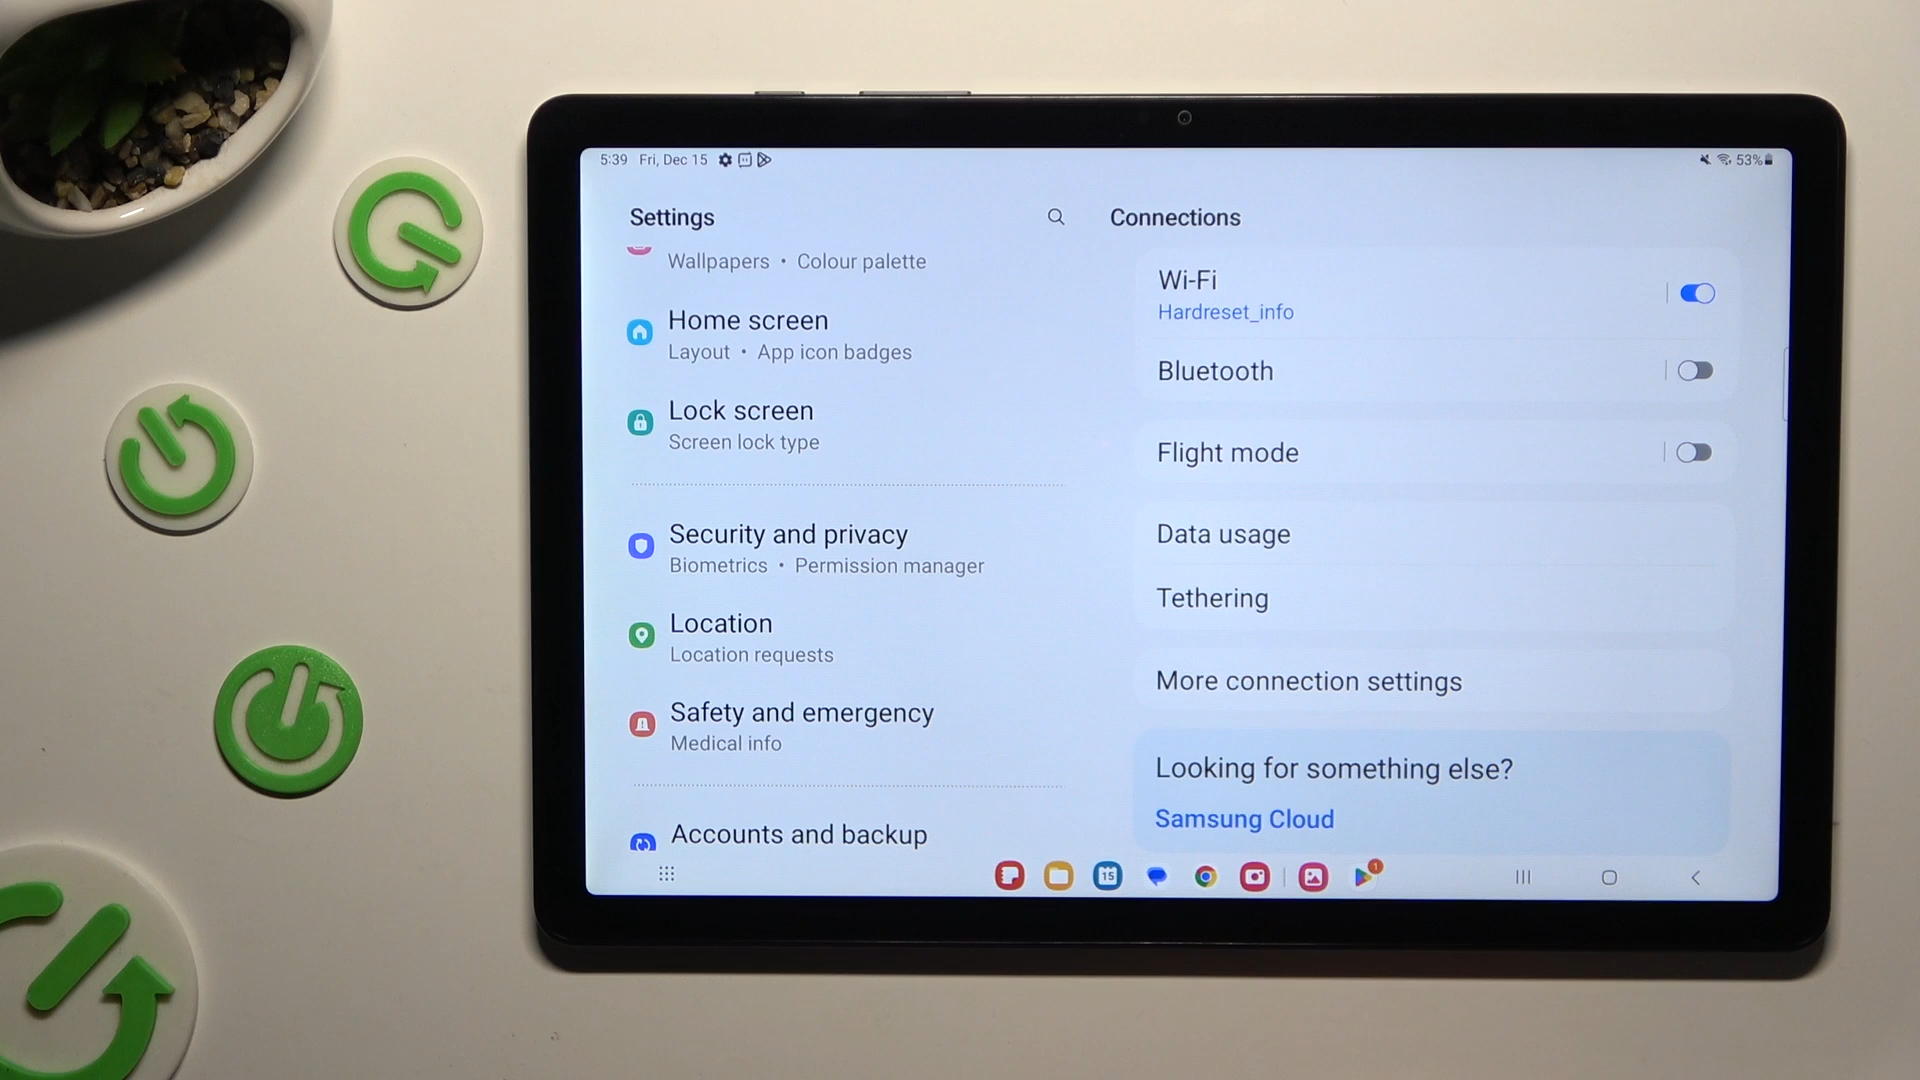 5:39 Fri, Dec 15
53%
Settings
Wallpapers • Colour palette
Home screen
Layout • App icon badges
Lock screen
Screen lock type
Security and privacy
Biometrics • Permission manager
Location
Location requests
Safety and emergency
Medical info
Accounts and backup
Connections
Wi-Fi
Hardreset_info
Bluetooth
Flight mode
Data usage
Tethering
More connection settings
Looking for something else?
Samsung Cloud
15
1